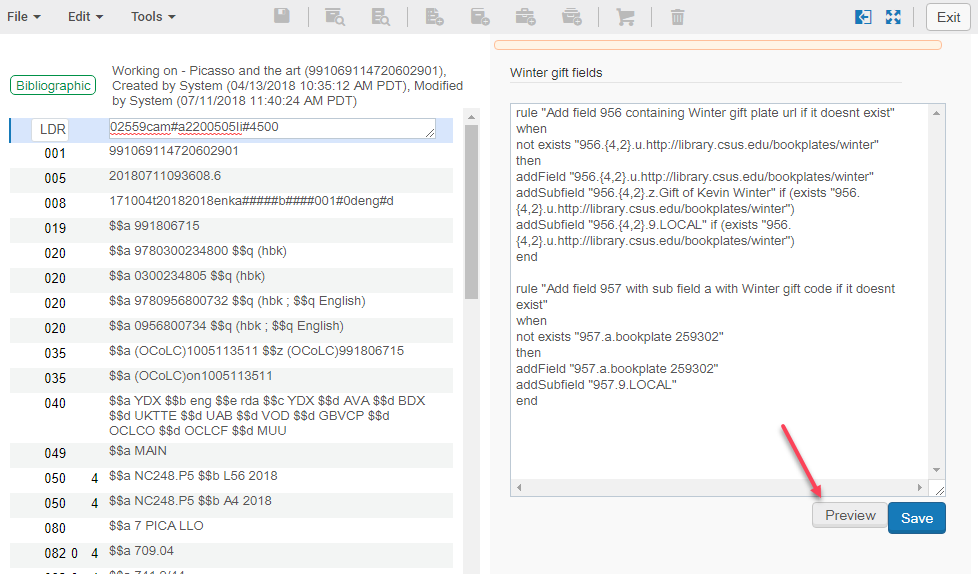 File Edit Tools Exit
Bibliographic
Working on - Picasso and the art (991069114720602901),
Created by System (04/13/2018 10:35:12 AM PDT), Modified
by System (07/11/2018 11:40:24 AM PDT)
LDR 02559cam#a2200505Ii#4500
001 991069114720602901
005 20180711093608.6
008 171004t20182018enka#####b####001#0deng#d
019 $$a 991806715
020 $$a 9780300234800 $$q (hbk)
020 $$a 0300234805 $$q (hbk)
020 $$a 9780956800732 $$q (hbk ; $$q English)
020 $$a 0956800734 $$q (hbk ; $$q English)
035 $$a (OCoLC)1005113511 $$z (OCoLC)991806715
035 $$a (OCoLC)on1005113511
040 $$a YDX $$b eng $$e rda $$c YDX $$d AVA $$d BDX
$$d UKTTE $$d UAB $$d VOD $$d GBVCP $$d
OCLCO $$d OCLCF $$d MUU
049 $$a MAIN
050 4 $$a NC248.P5 $$b L56 2018
050 4 $$a NC248.P5 $$b A4 2018
080 $$a 7 PICA LLO
082 0 4 $$a 709.04
Winter gift fields
rule "Add field 956 containing Winter gift plate url if it doesnt exist"
when
not exists "956.{4,2}.u.http://library.csus.edu/bookplates/winter"
then
addField "956.{4,2}.u.http://library.csus.edu/bookplates/winter"
addSubfield "956.{4,2}.z.Gift of Kevin Winter" if (exists "956.
{4,2}.u.http://library.csus.edu/bookplates/winter")
addSubfield "956.{4,2}.9.LOCAL" if (exists "956.
{4,2}.u.http://library.csus.edu/bookplates/winter")
end
rule "Add field 957 with sub field a with Winter gift code if it doesnt
exist"
when
not exists "957.a.bookplate 259302"
then
addField "957.a.bookplate 259302"
addSubfield "957.9.LOCAL"
end
Preview Save